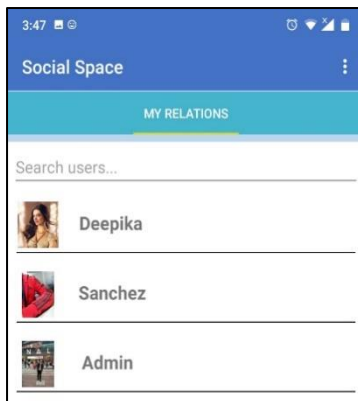 3:47
Social Space
MY RELATIONS
Search users...
Deepika
Sanchez
Admin